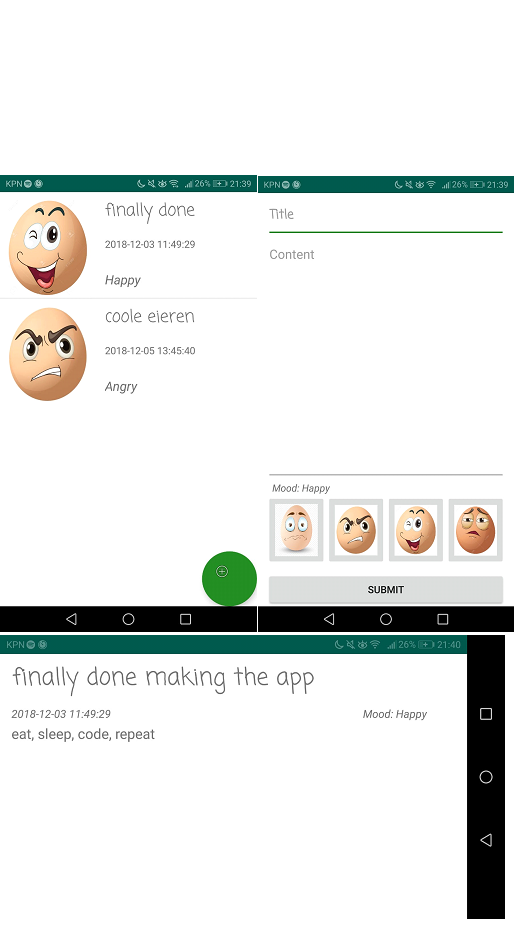 KPN 26% 21:39
finally done
2018-12-03 11:49:29
Happy
coole eieren
2018-12-05 13:45:40
Angry
KPN 26% 21:39
Title
Content
Mood: Happy
SUBMIT
KPN 26% 21:40
finally done making the app
2018-12-03 11:49:29 Mood: Happy
eat, sleep, code, repeat